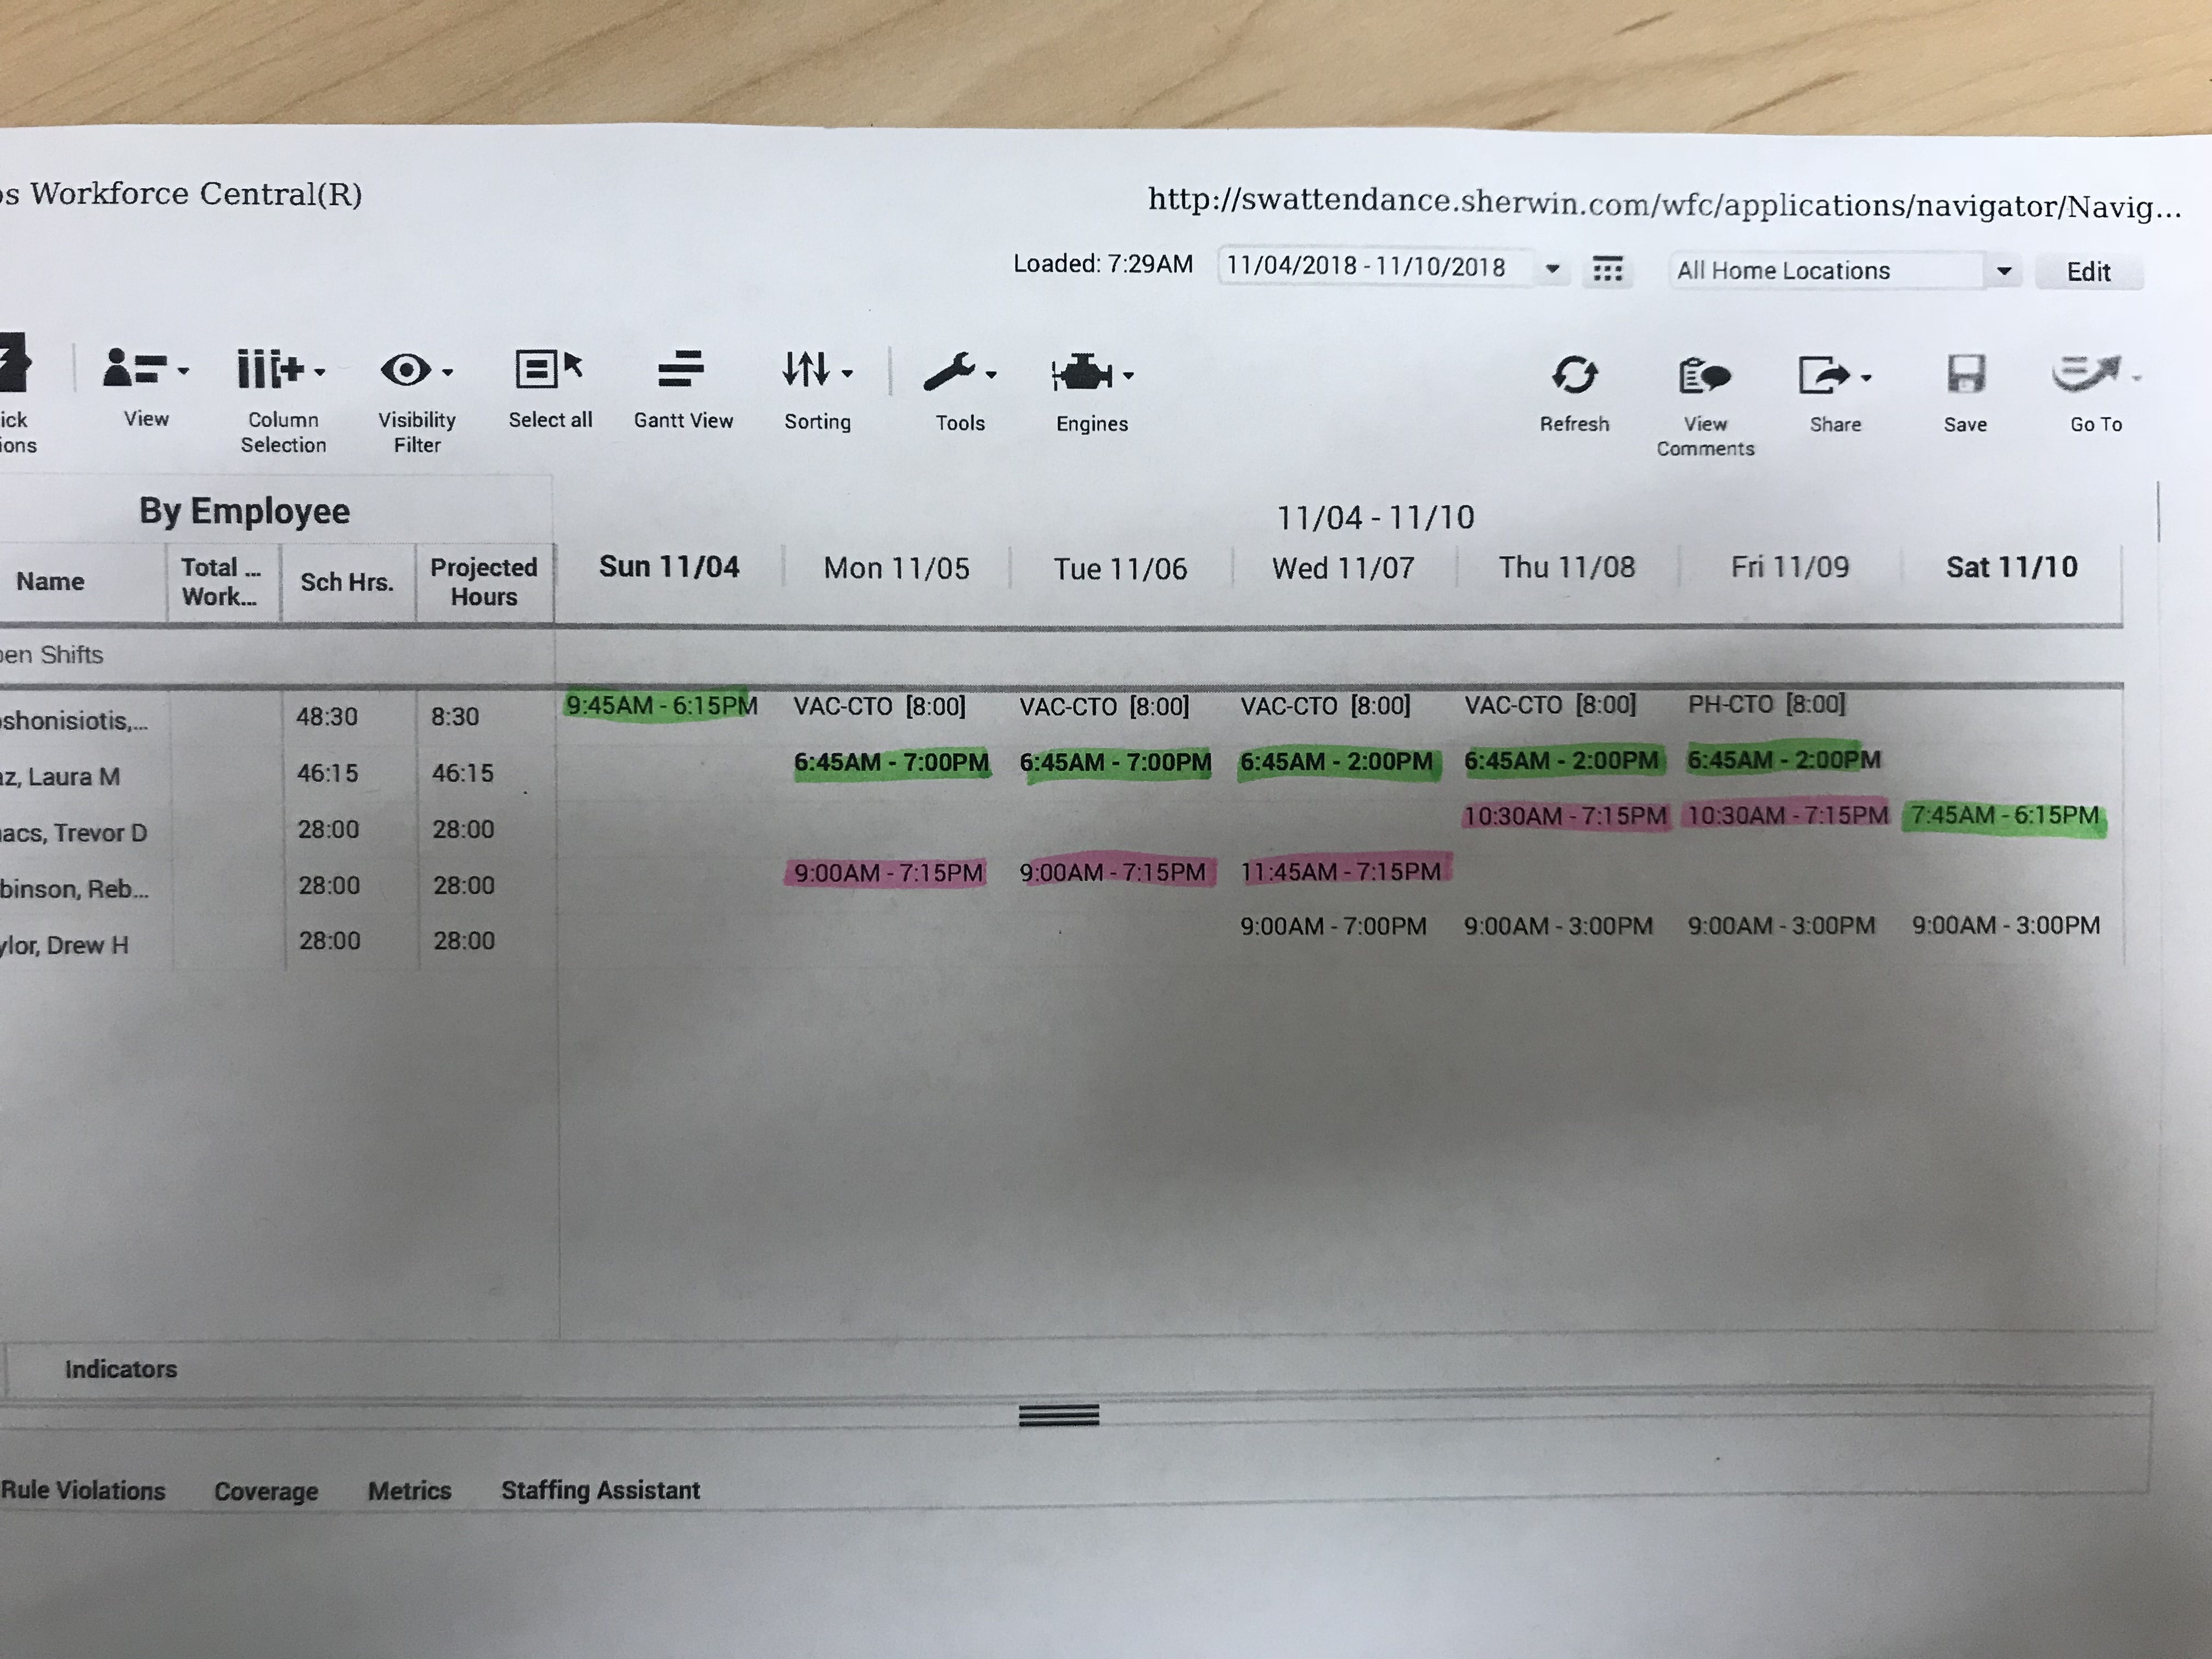 os Workforce Central(R) http://swattendance.sherwin.com/wfc/applications/navigator/Navig...
Loaded: 7:29AM 11/04/2018 - 11/10/2018 All Home Locations Edit
ick View Column Visibility Select all Gantt View Sorting Tools Engines Refresh View Share Save Go To
ions Selection Filter Comments
By Employee 11/04 - 11/10
Name Total ... Work... Sch Hrs. Projected Hours Sun 11/04 Mon 11/05 Tue 11/06 Wed 11/07 Thu 11/08 Fri 11/09 Sat 11/10
en Shifts
shonisiotis,... 48:30 8:30 9:45AM - 6:15PM VAC-CTO [8:00] VAC-CTO [8:00] VAC-CTO [8:00] VAC-CTO [8:00] PH-CTO [8:00]
az, Laura M 46:15 46:15 6:45AM - 7:00PM 6:45AM - 7:00PM 6:45AM - 2:00PM 6:45AM - 2:00PM 6:45AM - 2:00PM
acs, Trevor D 28:00 28:00 10:30AM - 7:15PM 10:30AM - 7:15PM 7:45AM - 6:15PM
binson, Reb... 28:00 28:00 9:00AM - 7:15PM 9:00AM - 7:15PM 11:45AM - 7:15PM
ylor, Drew H 28:00 28:00 9:00AM - 7:00PM 9:00AM - 3:00PM 9:00AM - 3:00PM 9:00AM - 3:00PM
Indicators
Rule Violations Coverage Metrics Staffing Assistant